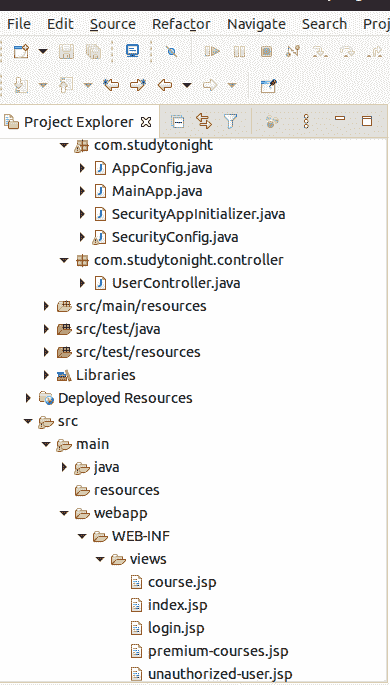 File Edit Source Refactor Navigate Search Proj
Project Explorer
com.studytonight
AppConfig.java
MainApp.java
SecurityAppInitializer.java
SecurityConfig.java
com.studytonight.controller
UserController.java
src/main/resources
src/test/java
src/test/resources
Libraries
Deployed Resources
src
main
java
resources
webapp
WEB-INF
views
course.jsp
index.jsp
login.jsp
premium-courses.jsp
unauthorized-user.jsp